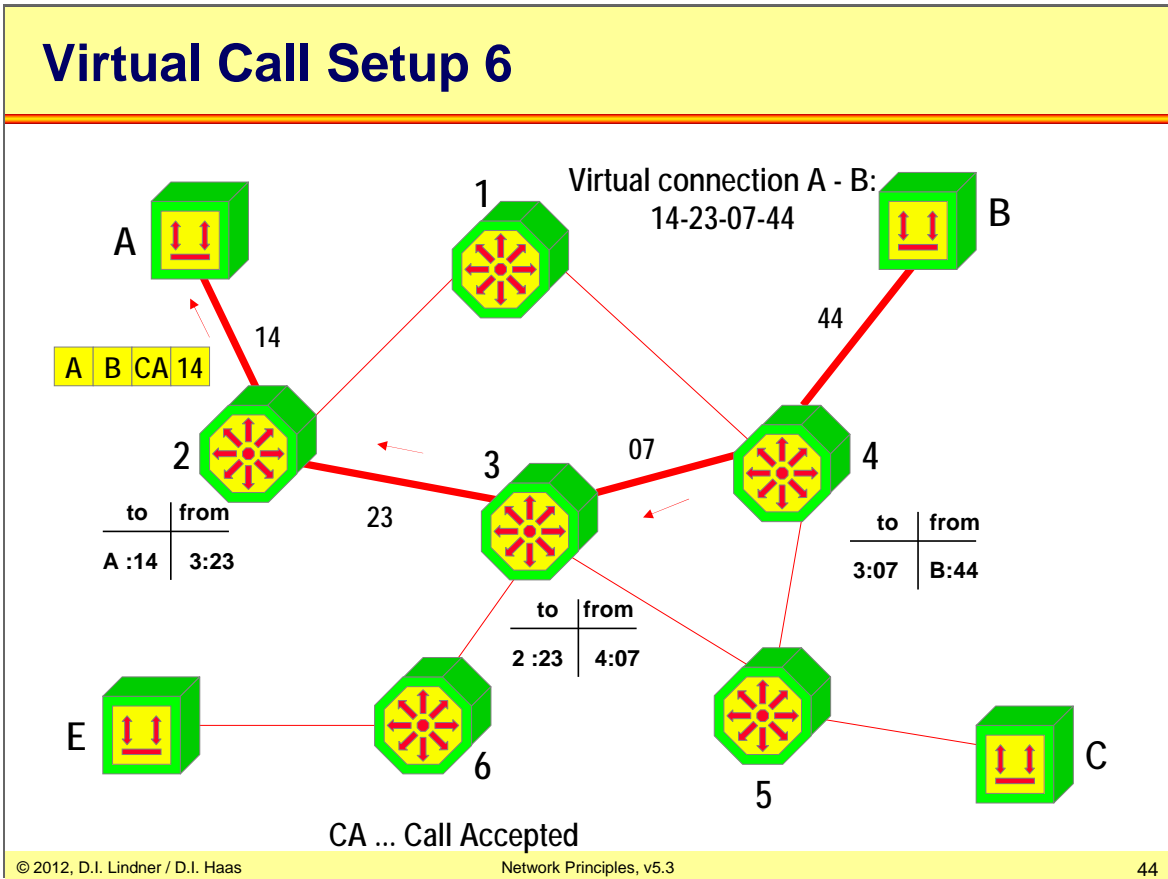 Virtual Call Setup 6
Virtual connection A - B:
14-23-07-44
A
1
B
14
44
A B CA 14
2
3
07
4
23
to from
A :14 3:23
to from
3:07 B:44
to from
2 :23 4:07
E
6
5
C
CA ... Call Accepted
© 2012, D.I. Lindner / D.I. Haas
Network Principles, v5.3
44